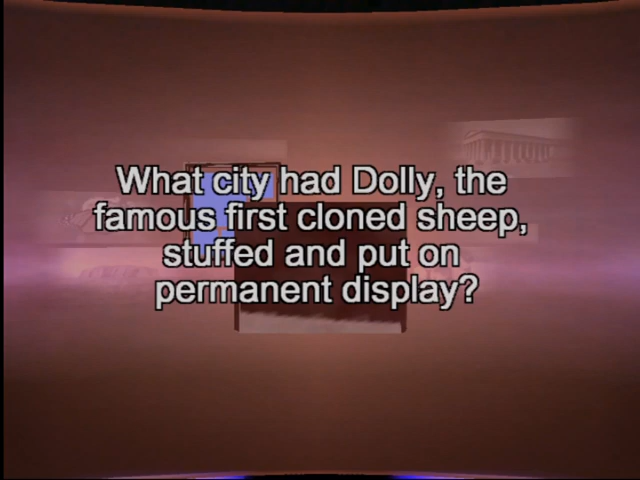 What city had Dolly, the
famous first cloned sheep,
stuffed and put on
permanent display?